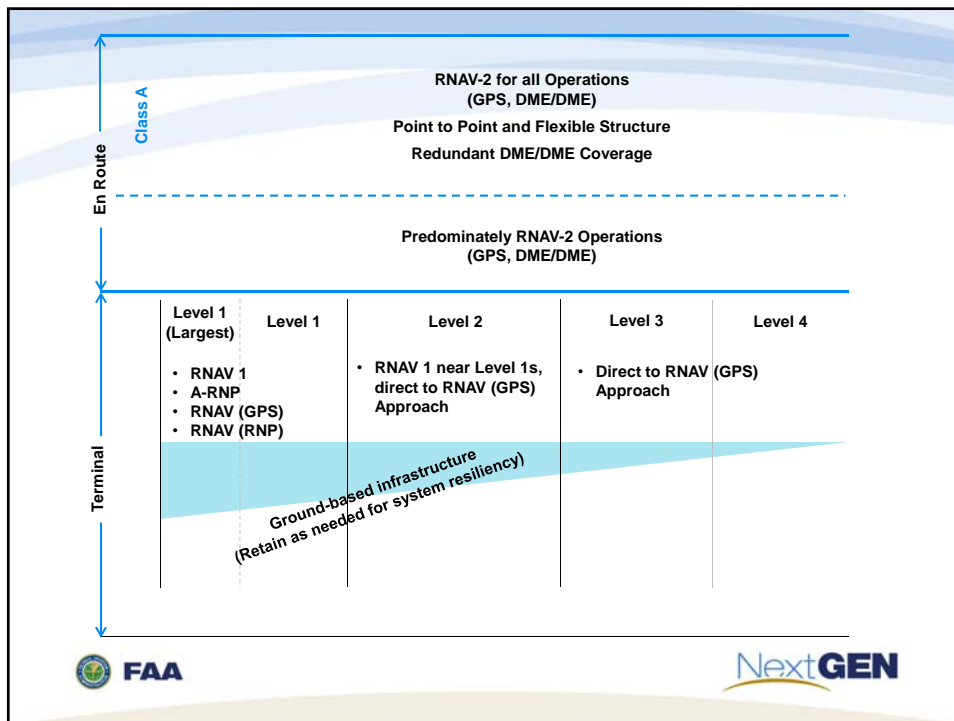 En Route
Class A
RNAV-2 for all Operations
(GPS, DME/DME)
Point to Point and Flexible Structure
Redundant DME/DME Coverage
Predominately RNAV-2 Operations
(GPS, DME/DME)
Terminal
Level 1
(Largest)
Level 1
Level 2
Level 3
Level 4
• RNAV 1
• A-RNP
• RNAV (GPS)
• RNAV (RNP)
• RNAV 1 near Level 1s,
direct to RNAV (GPS)
Approach
• Direct to RNAV (GPS)
Approach
Ground-based infrastructure
(Retain as needed for system resiliency)
FAA
NextGEN